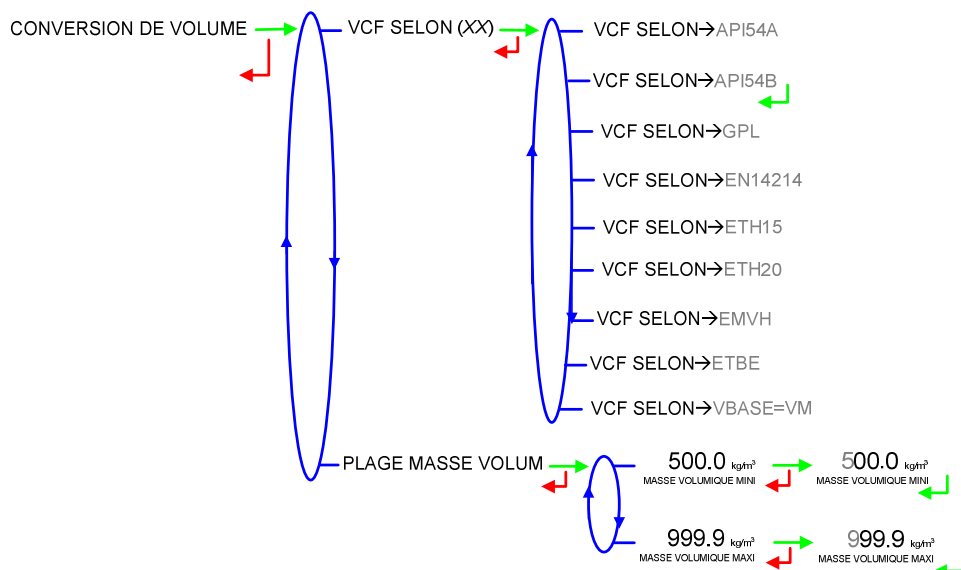 CONVERSION DE VOLUME
VCF SELON (XX)
VCF SELON→API54A
VCF SELON→API54B
VCF SELON→GPL
VCF SELON→EN14214
VCF SELON→ETH15
VCF SELON→ETH20
VCF SELON→EMVH
VCF SELON→ETBE
VCF SELON→VBASE=VM
PLAGE MASSE VOLUM
500.0 kg/m³
MASSE VOLUMIQUE MINI
500.0 kg/m³
MASSE VOLUMIQUE MINI
999.9 kg/m³
MASSE VOLUMIQUE MAXI
999.9 kg/m³
MASSE VOLUMIQUE MAXI